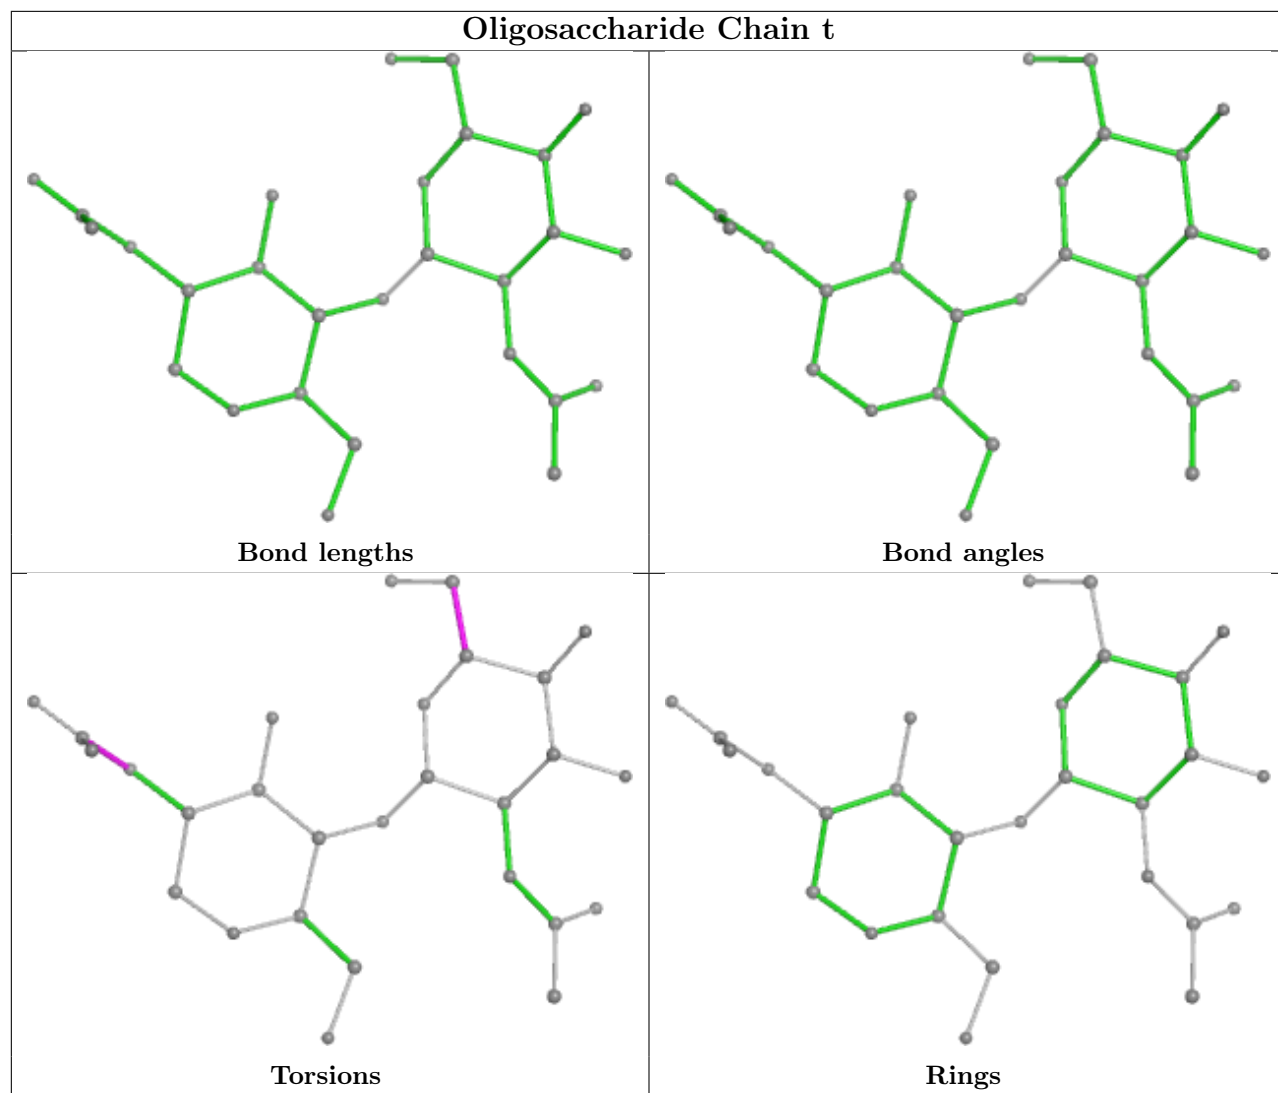 Oligosaccharide Chain t
Bond lengths
Bond angles
Torsions
Rings